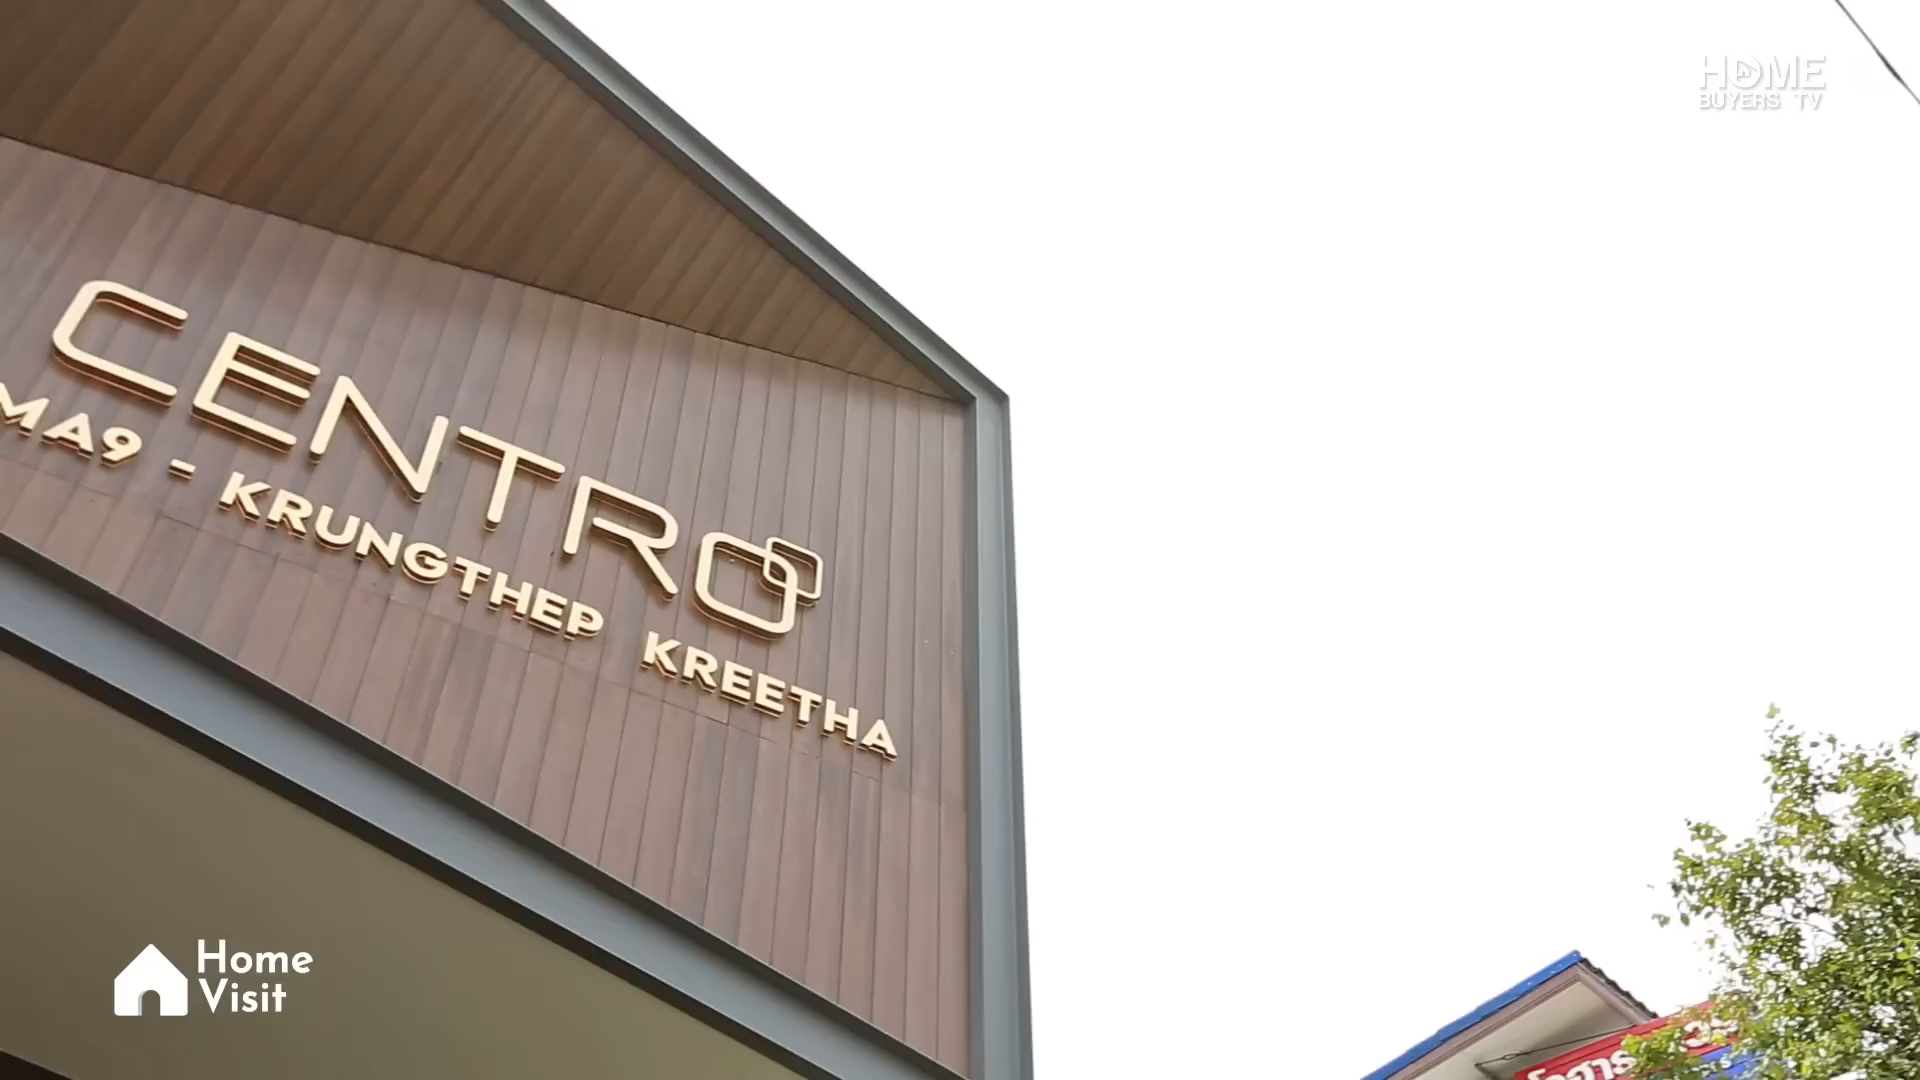 HOME
BUYERS TV
CENTRO
MA9 - KRUNGTHEP KREETHA
Home
Visit